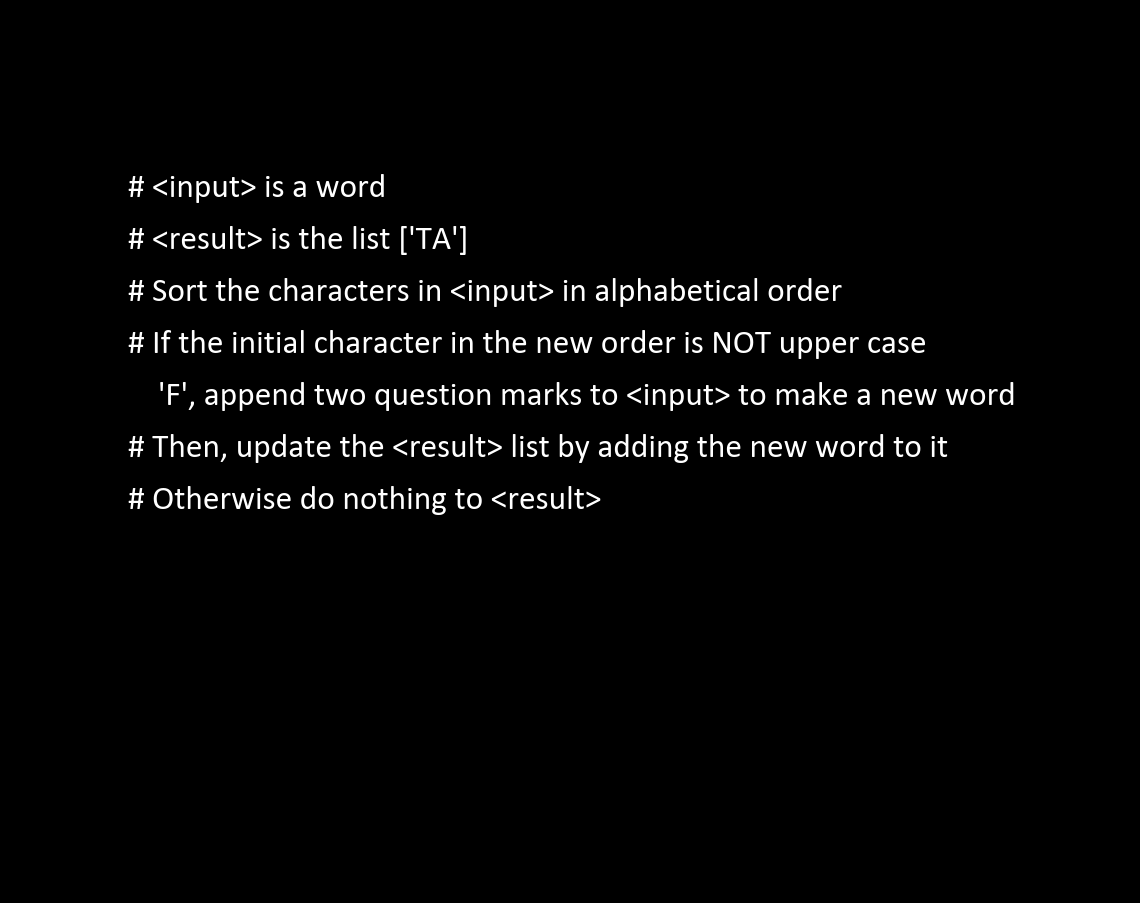 # <input> is a word
# <result> is the list ['TA']
# Sort the characters in <input> in alphabetical order
# If the initial character in the new order is NOT upper case
'F', append two question marks to <input> to make a new word
# Then, update the <result> list by adding the new word to it
# Otherwise do nothing to <result>